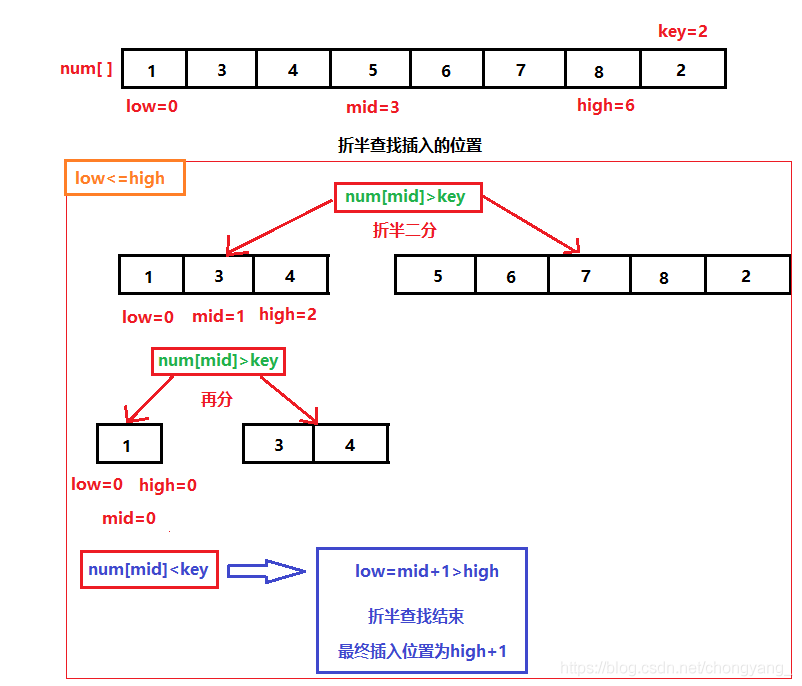 key=2
num[ ] 1 3 4 5 6 7 8 2
low=0 mid=3 high=6
折半查找插入的位置
low<=high
num[mid]>key
折半二分
1 3 4 5 6 7 8 2
low=0 mid=1 high=2
num[mid]>key
再分
1 3 4
low=0 high=0
mid=0
num[mid]<key
low=mid+1>high
折半查找结束
最终插入位置为high+1
https://blog.csdn.net/chongyang_